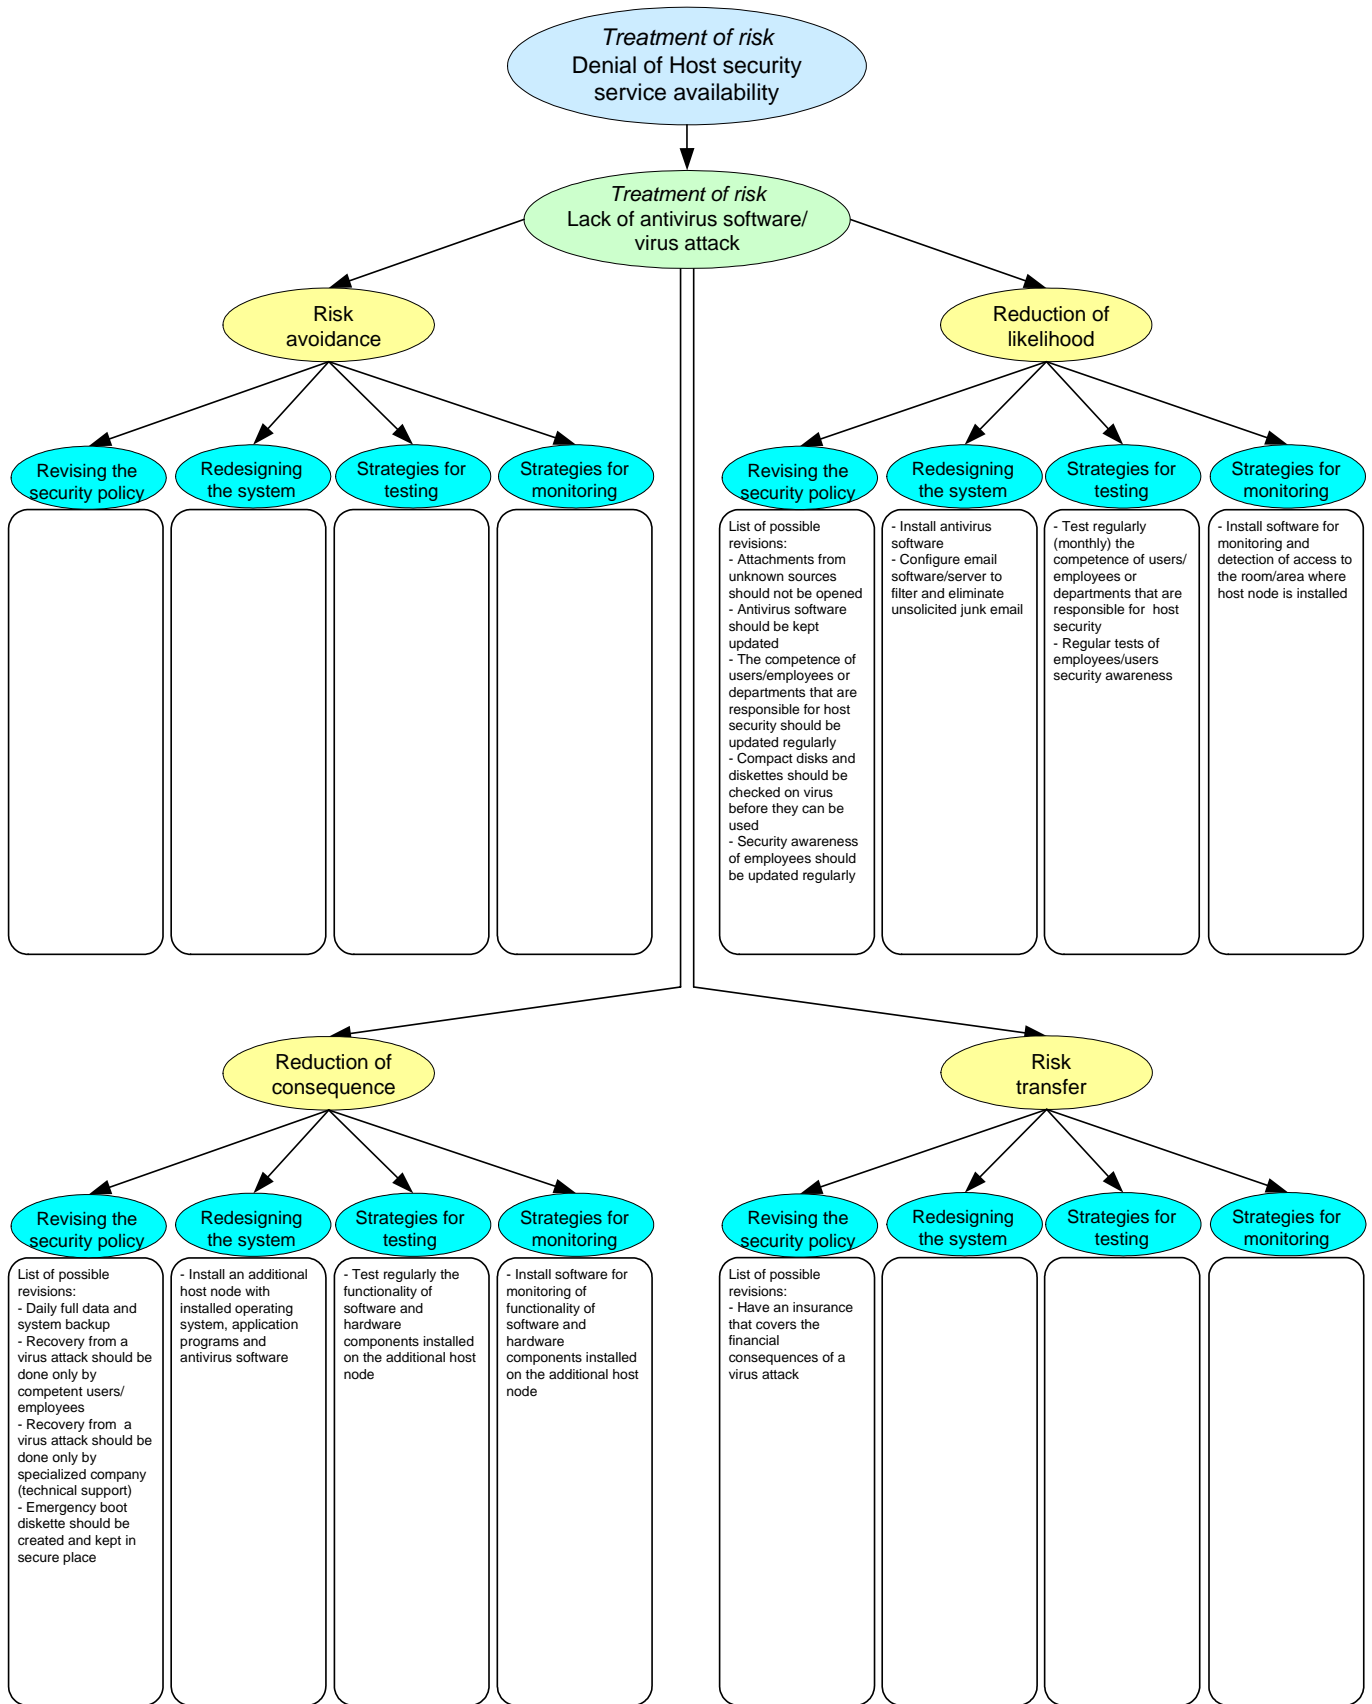 Treatment of risk
Denial of Host security
service availability
Treatment of risk
Lack of antivirus software/
virus attack
Risk
avoidance
Reduction of
likelihood
Revising the
security policy
Redesigning
the system
Strategies for
testing
Strategies for
monitoring
Revising the
security policy
Redesigning
the system
Strategies for
testing
Strategies for
monitoring
List of possible
revisions:
- Attachments from
unknown sources
should not be opened
- Antivirus software
should be kept
updated
- The competence of
users/employees or
departments that are
responsible for host
security should be
updated regularly
- Compact disks and
diskettes should be
checked on virus
before they can be
used
- Security awareness
of employees should
be updated regularly
- Install antivirus
software
- Configure email
software/server to
filter and eliminate
unsolicited junk email
- Test regularly
(monthly) the
competence of users/
employees or
departments that are
responsible for  host
security
- Regular tests of
employees/users
security awareness
- Install software for
monitoring and
detection of access to
the room/area where
host node is installed
Reduction of
consequence
Risk
transfer
Revising the
security policy
Redesigning
the system
Strategies for
testing
Strategies for
monitoring
Revising the
security policy
Redesigning
the system
Strategies for
testing
Strategies for
monitoring
List of possible
revisions:
- Daily full data and
system backup
- Recovery from a
virus attack should be
done only by
competent users/
employees
- Recovery from  a
virus attack should be
done only by
specialized company
(technical support)
- Emergency boot
diskette should be
created and kept in
secure place
- Install an additional
host node with
installed operating
system, application
programs and
antivirus software
- Test regularly the
functionality of
software and
hardware
components installed
on the additional host
node
- Install software for
monitoring of
functionality of
software and
hardware
components installed
on the additional host
node
List of possible
revisions:
- Have an insurance
that covers the
financial
consequences of a
virus attack